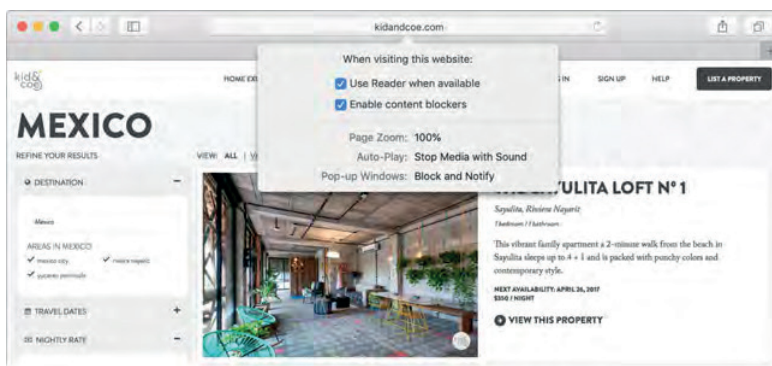 kidandcoe.com
When visiting this website:
Use Reader when available
Enable content blockers
Page Zoom: 100%
Auto-Play: Stop Media with Sound
Pop-up Windows: Block and Notify
kid&
coe
HOME
IN
SIGN UP
HELP
LIST A PROPERTY
MEXICO
REFINE YOUR RESULTS
VIEW: ALL |
DESTINATION
Mexico
AREAS IN MEXICO
mexico city
riviera nayarit
yucatan peninsula
TRAVEL DATES
NIGHTLY RATE
SAYULITA LOFT Nº 1
Sayulita, Riviera Nayarit
1 bedroom / 1 bathroom
This vibrant family apartment a 2-minute walk from the beach in
Sayulita sleeps up to 4 + 1 and is packed with punchy colors and
contemporary style.
NEXT AVAILABILITY: APRIL 26, 2017
/ NIGHT
VIEW THIS PROPERTY